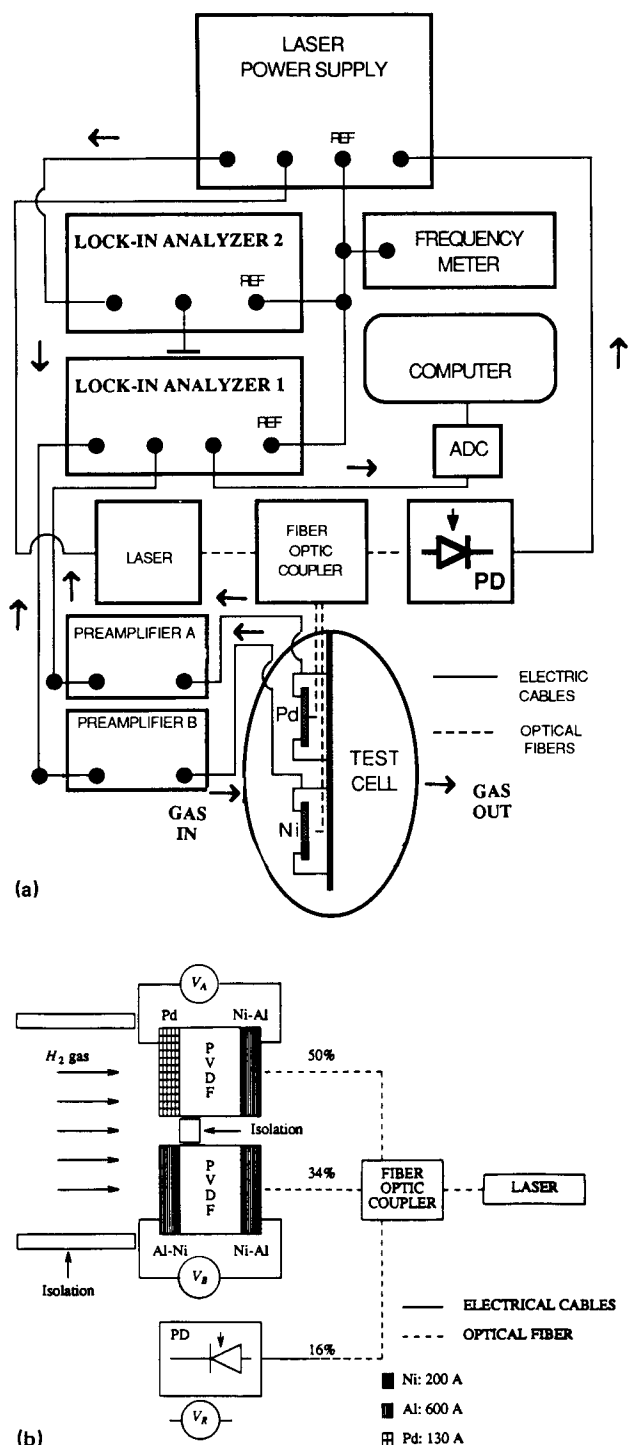 LASER
POWER SUPPLY
REF
LOCK-IN ANALYZER 2
REF
FREQUENCY
METER
LOCK-IN ANALYZER 1
REF
COMPUTER
ADC
LASER
FIBER
OPTIC
COUPLER
PD
PREAMPLIFIER A
PREAMPLIFIER B
Pd
Ni
TEST
CELL
ELECTRIC
CABLES
OPTICAL
FIBERS
GAS
IN
GAS
OUT
(a)
V_A
Pd
Ni-Al
H₂ gas
PVDF
50%
Isolation
PVDF
34%
FIBER
OPTIC
COUPLER
LASER
Al-Ni
Ni-Al
V_B
Isolation
PD
16%
V_R
ELECTRICAL CABLES
OPTICAL FIBER
Ni: 200 A
Al: 600 A
Pd: 130 A
(b)